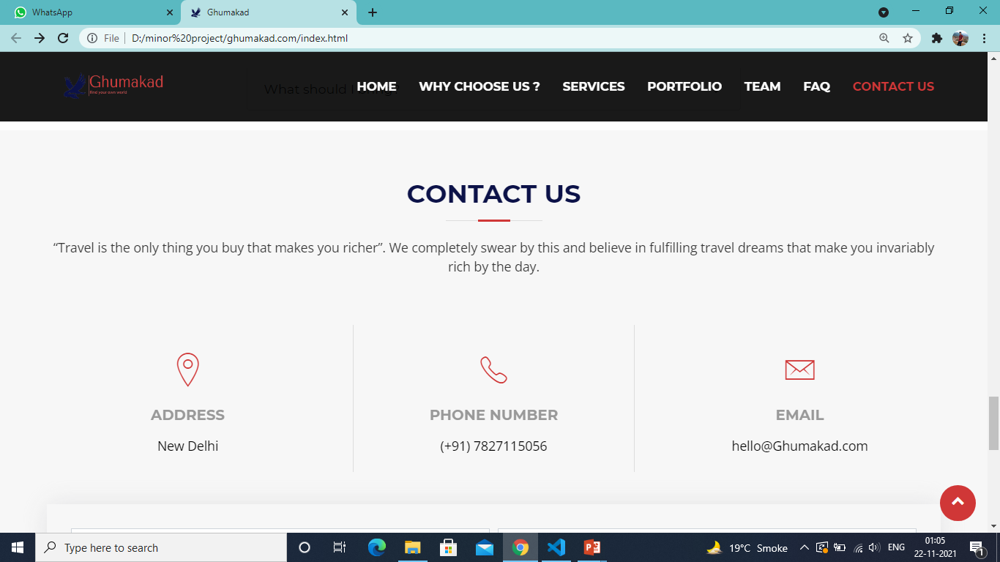 WhatsApp
Ghumakad
File
D:/minor%20project/ghumakad.com/index.html
Ghumakad
find your own world
What should I bring?
HOME
WHY CHOOSE US ?
SERVICES
PORTFOLIO
TEAM
FAQ
CONTACT US
CONTACT US
“Travel is the only thing you buy that makes you richer”. We completely swear by this and believe in fulfilling travel dreams that make you invariably
rich by the day.
ADDRESS
New Delhi
PHONE NUMBER
(+91) 7827115056
EMAIL
hello@Ghumakad.com
Type here to search
19°C Smoke
ENG
01:05
22-11-2021
1